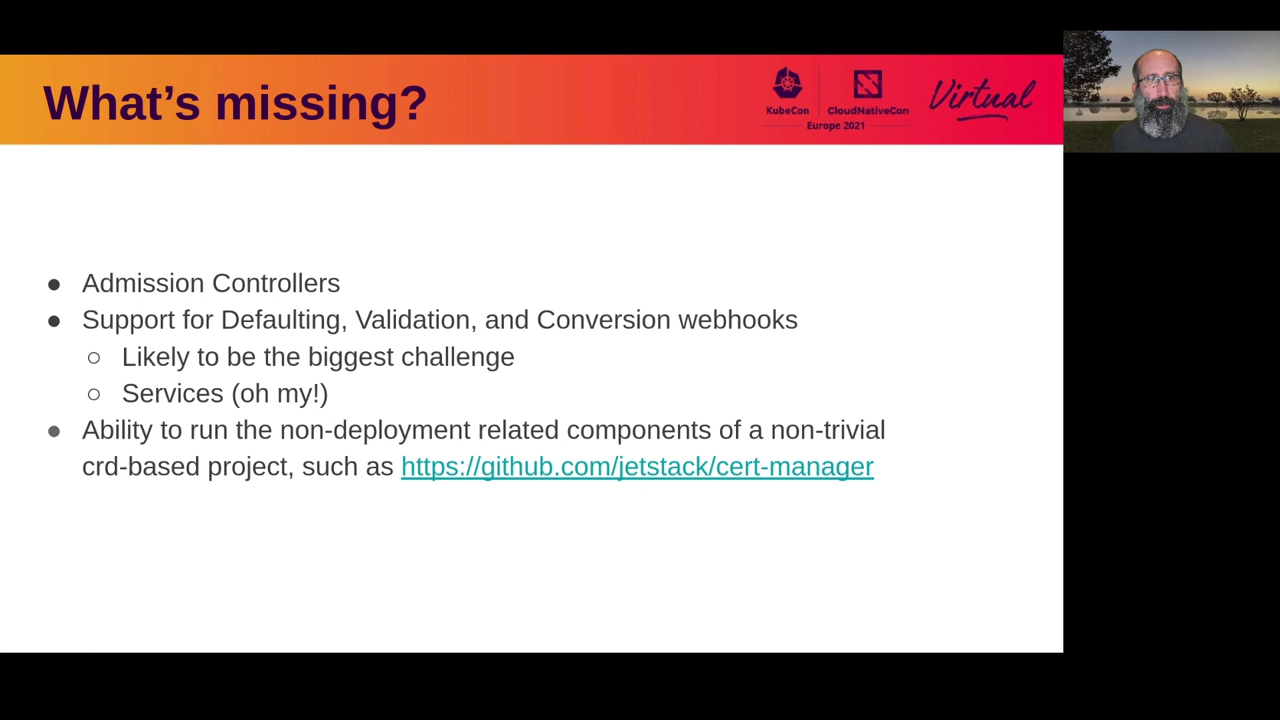 What’s missing?
KubeCon
CloudNativeCon
Europe 2021
Virtual
● Admission Controllers
● Support for Defaulting, Validation, and Conversion webhooks
○ Likely to be the biggest challenge
○ Services (oh my!)
● Ability to run the non-deployment related components of a non-trivial
crd-based project, such as https://github.com/jetstack/cert-manager